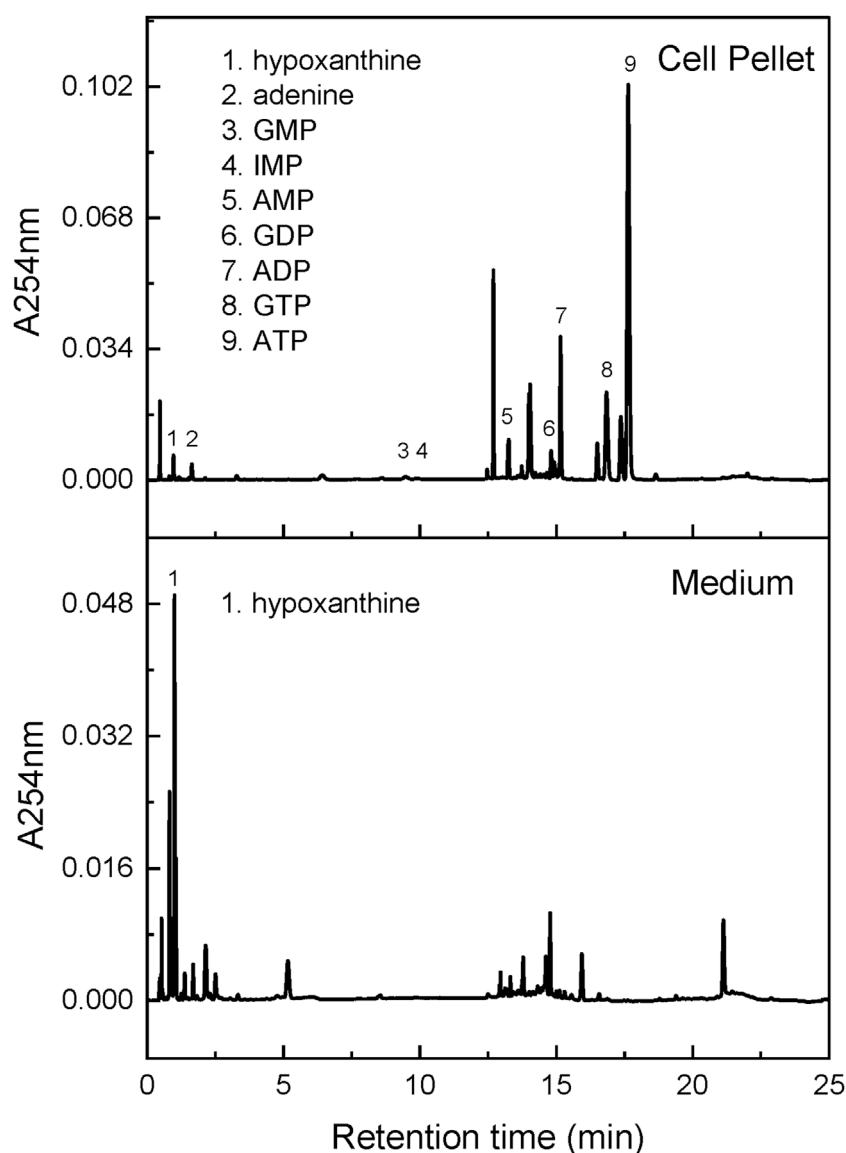 Cell Pellet
1. hypoxanthine
2. adenine
3. GMP
4. IMP
5. AMP
6. GDP
7. ADP
8. GTP
9. ATP
9
7
8
5
6
1 2
3 4
0.102
0.068
0.034
0.000
A254nm
Medium
1
1. hypoxanthine
0.048
0.032
0.016
0.000
A254nm
0 5 10 15 20 25
Retention time (min)